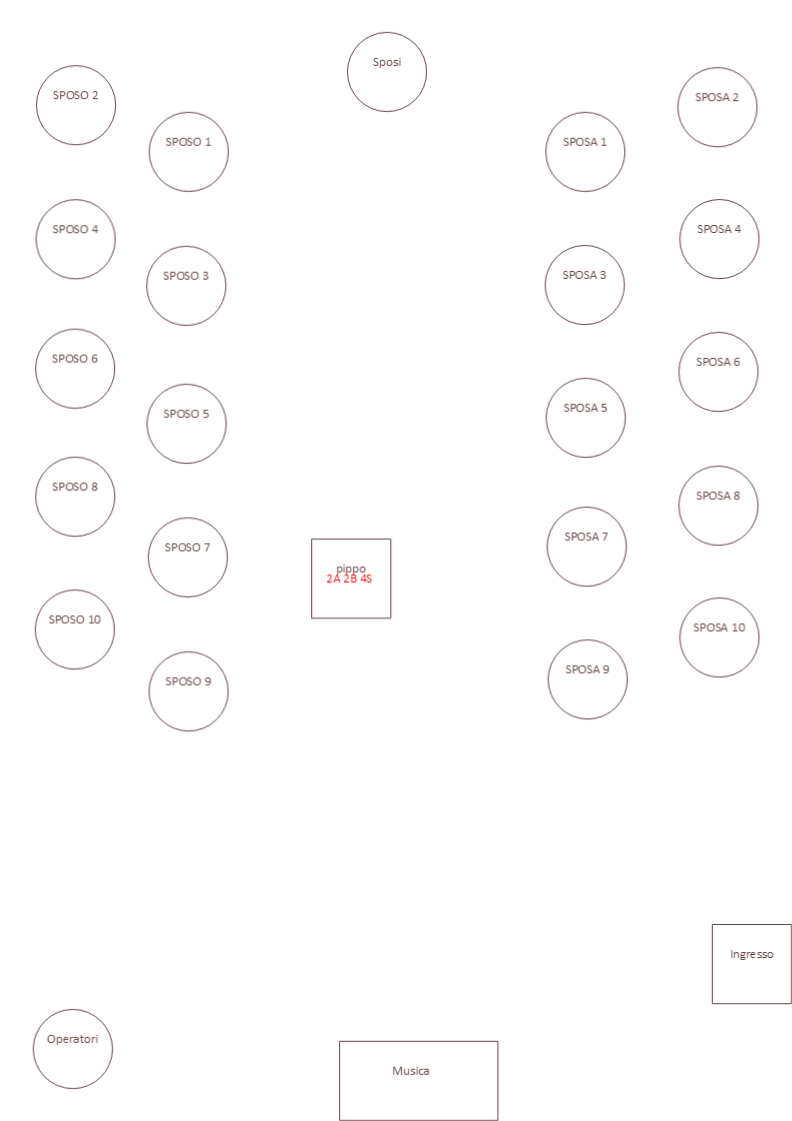 Sposi
SPOSO 2
SPOSA 2
SPOSO 1
SPOSA 1
SPOSO 4
SPOSA 4
SPOSO 3
SPOSA 3
SPOSO 6
SPOSA 6
SPOSO 5
SPOSA 5
SPOSO 8
SPOSA 8
SPOSO 7
SPOSA 7
pippo
2A 2B 4S
SPOSO 10
SPOSA 10
SPOSO 9
SPOSA 9
Ingresso
Operatori
Musica